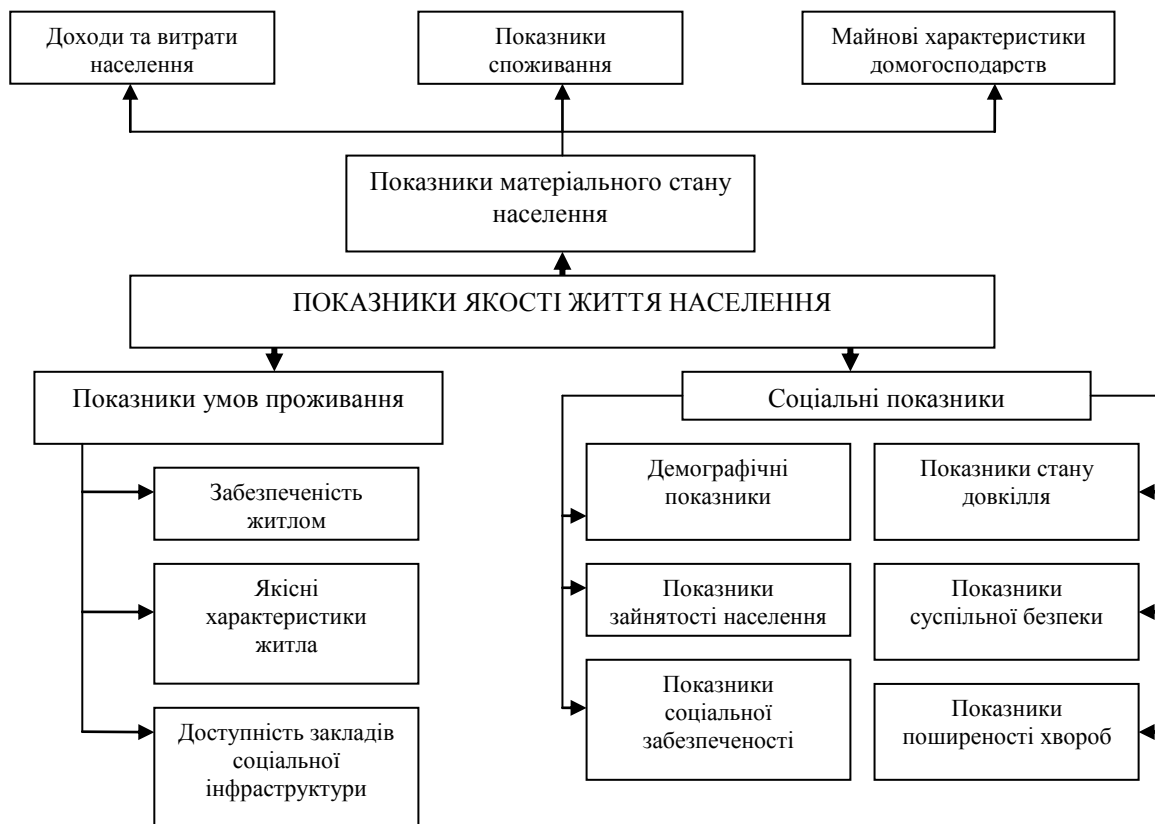 Доходи та витрати
населення
Показники
споживання
Майнові характеристики
домогосподарств
Показники матеріального стану
населення
ПОКАЗНИКИ ЯКОСТІ ЖИТТЯ НАСЕЛЕННЯ
Показники умов проживання
Забезпеченість
житлом
Якісні
характеристики
житла
Доступність закладів
соціальної
інфраструктури
Соціальні показники
Демографічні
показники
Показники
зайнятості населення
Показники
соціальної
забезпеченості
Показники стану
довкілля
Показники
суспільної безпеки
Показники
поширеності хвороб